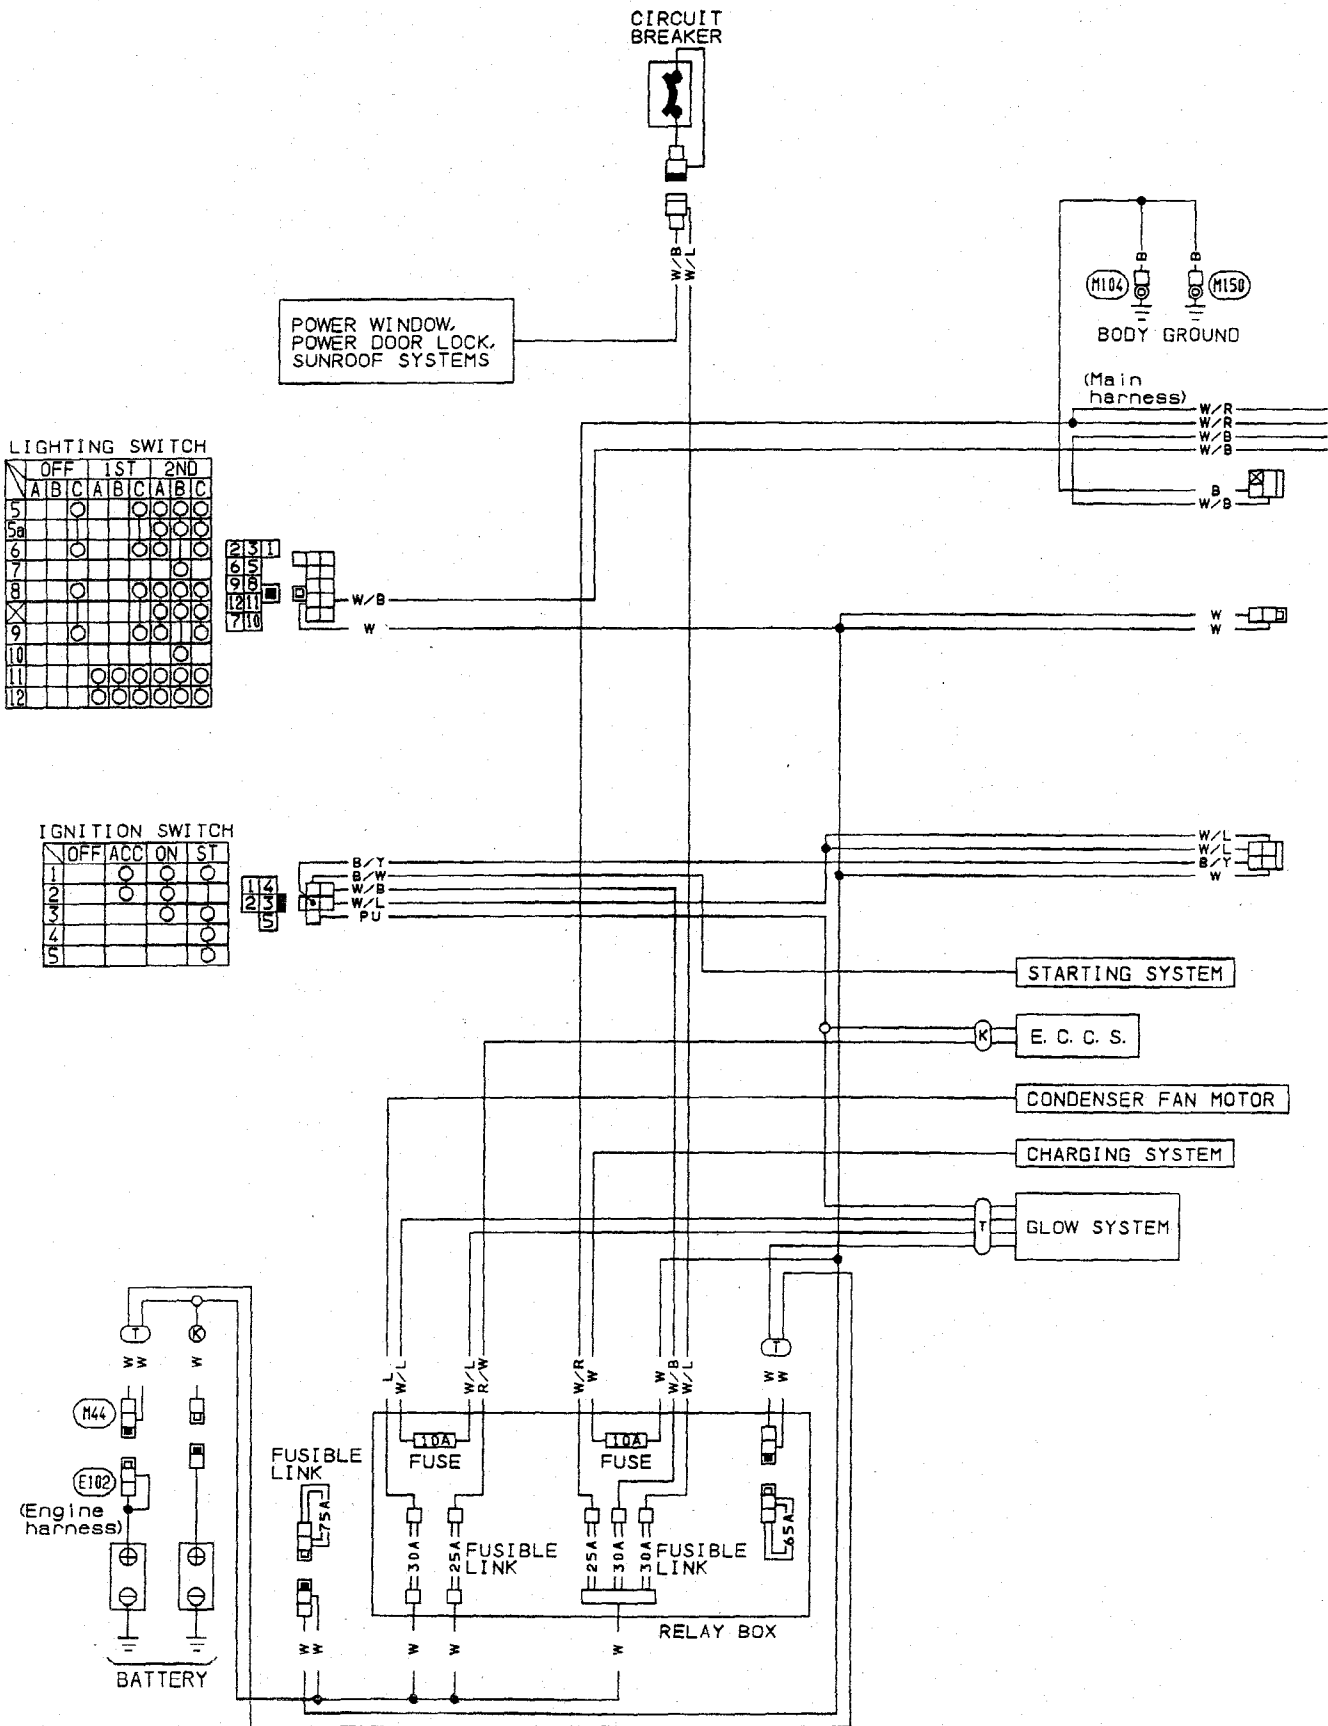 CIRCUIT
BREAKER
W/B
W/L
POWER WINDOW,
POWER DOOR LOCK,
SUNROOF SYSTEMS
B
B
M104
M150
BODY GROUND
(Main
harness)
W/R
W/R
W/B
W/B
B
W/B
LIGHTING SWITCH
OFF 1ST 2ND
A B C A B C A B C
5
5a
6
7
8
9
10
11
12
2 3 1
6 5
9 8
12 11
7 10
W/B
W
W
W
IGNITION SWITCH
OFF ACC ON ST
1
2
3
4
5
1 4
2 3
5
B/Y
B/W
W/B
W/L
PU
W/L
W/L
B/Y
W
STARTING SYSTEM
K
E. C. C. S.
CONDENSER FAN MOTOR
CHARGING SYSTEM
T
GLOW SYSTEM
T
K
W
W
W
M44
E102
(Engine
harness)
BATTERY
FUSIBLE
LINK
75A
W
W
L
W/L
W/L
R/W
W/R
W
W
W/B
W/L
T
W
W
10A
FUSE
10A
FUSE
30A
25A
FUSIBLE
LINK
25A
30A
30A
FUSIBLE
LINK
65A
RELAY BOX
W
W
W